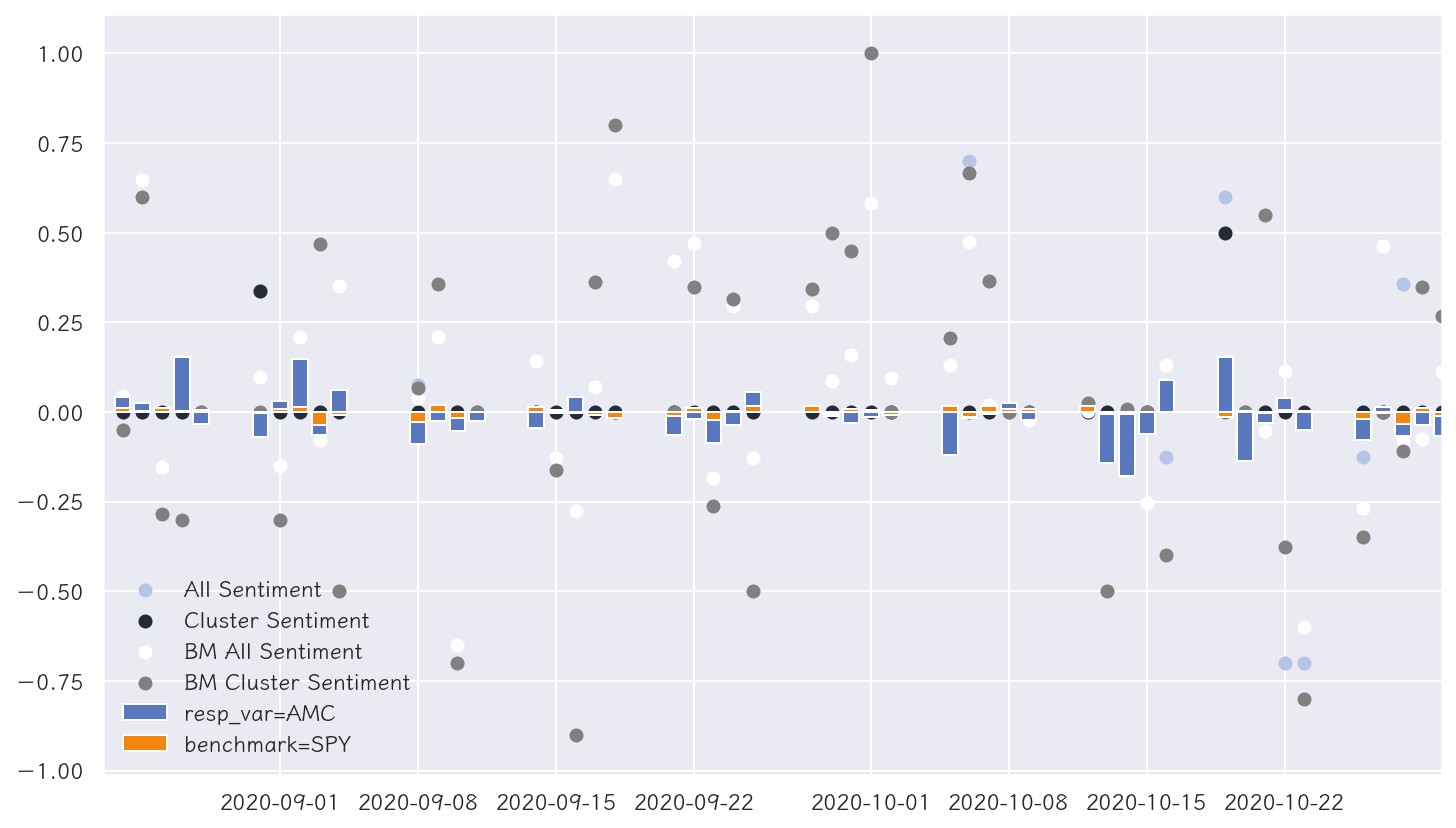 1.00
0.75
0.50
0.25
0.00
−0.25
−0.50
−0.75
−1.00
All Sentiment
Cluster Sentiment
BM All Sentiment
BM Cluster Sentiment
resp_var=AMC
benchmark=SPY
2020-09-01 2020-09-08 2020-09-15 2020-09-22 2020-10-01 2020-10-08 2020-10-15 2020-10-22